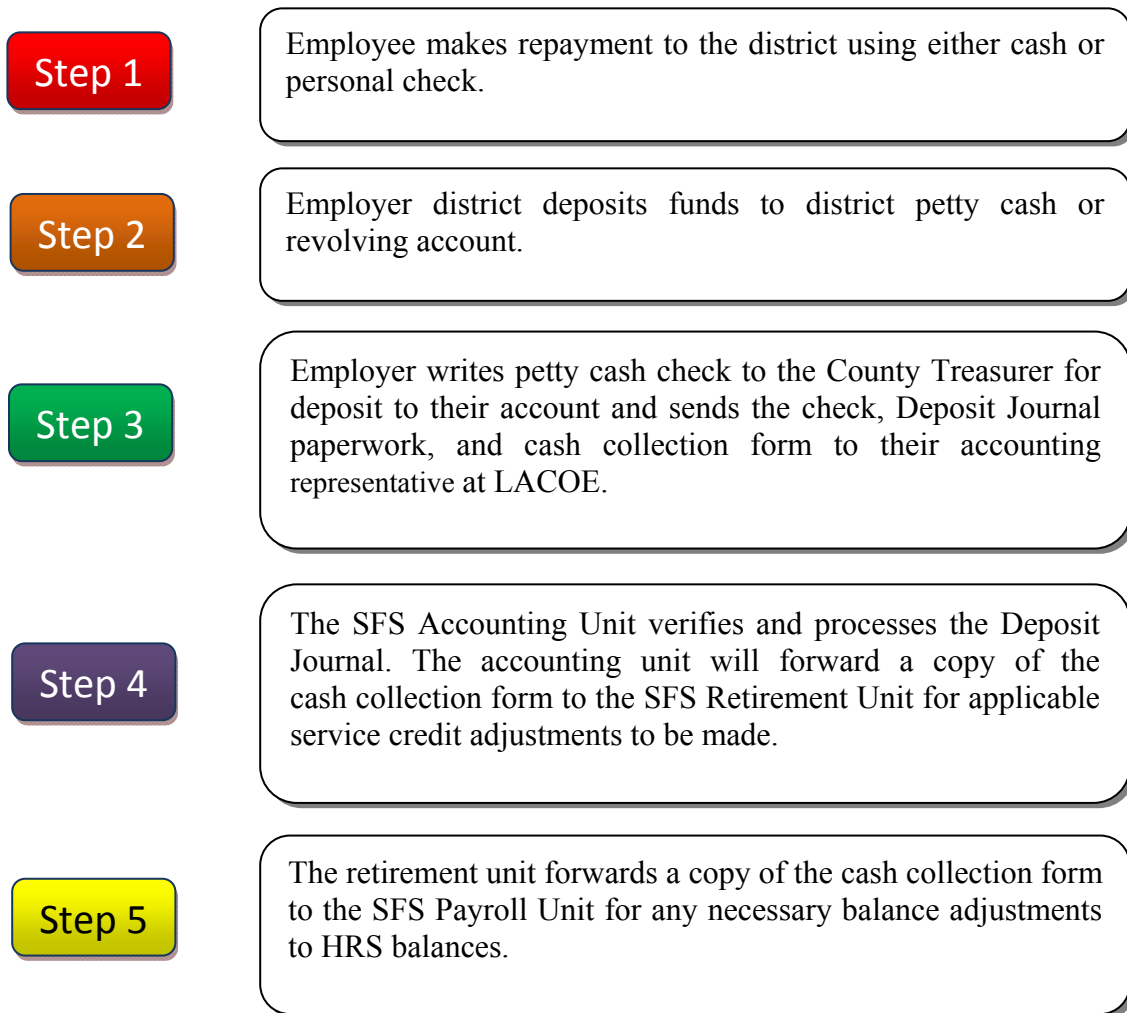 Step 1
Employee makes repayment to the district using either cash or
personal check.
Step 2
Employer district deposits funds to district petty cash or
revolving account.
Step 3
Employer writes petty cash check to the County Treasurer for
deposit to their account and sends the check, Deposit Journal
paperwork, and cash collection form to their accounting
representative at LACOE.
Step 4
The SFS Accounting Unit verifies and processes the Deposit
Journal. The accounting unit will forward a copy of the
cash collection form to the SFS Retirement Unit for applicable
service credit adjustments to be made.
Step 5
The retirement unit forwards a copy of the cash collection form
to the SFS Payroll Unit for any necessary balance adjustments
to HRS balances.